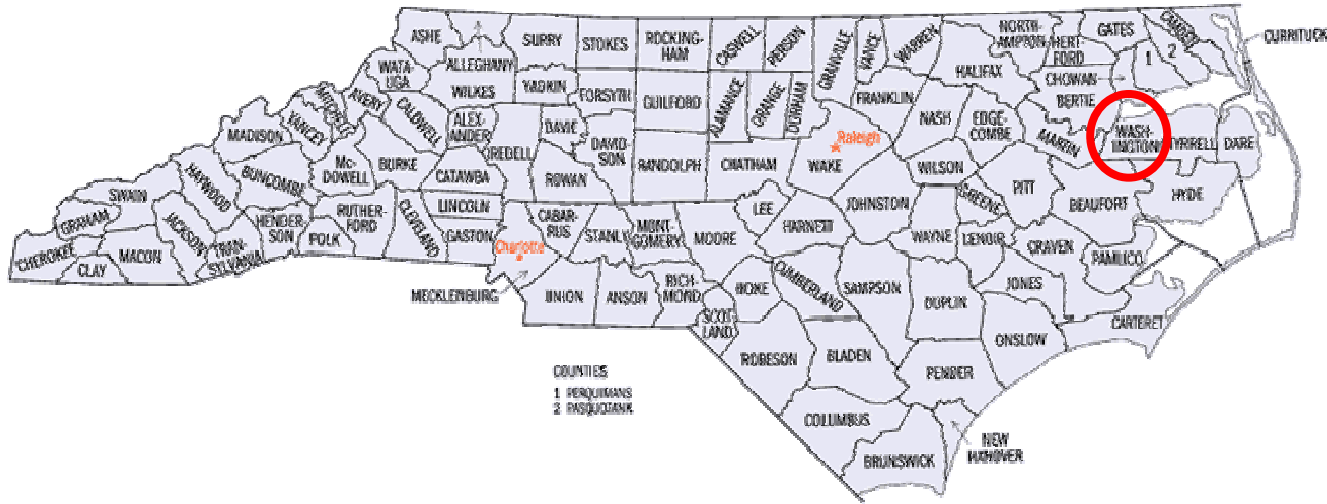 ASHE
ALLEGHANY
SURRY
STOKES
ROCKING-
HAM
CASWELL
PERSON
GRANVILLE
VANCE
WARREN
NORTH-
AMPTON
HERT-
FORD
GATES
CAMDEN
CURRITUCK
WATA-
UGA
WILKES
YADKIN
FORSYTH
GUILFORD
ALAMANCE
ORANGE
DURHAM
FRANKLIN
HALIFAX
CHOWAN
1
2
BERTIE
MITCHELL
AVERY
CALDWELL
ALEX-
ANDER
DAVIE
DAVID-
SON
RANDOLPH
CHATHAM
Raleigh
WAKE
NASH
EDGE-
COMBE
MARTIN
WASH-
INGTON
TYRRELL
DARE
MADISON
YANCEY
Mc-
DOWELL
BURKE
CATAWBA
IREDELL
ROWAN
WILSON
PITT
BEAUFORT
HYDE
SWAIN
HAYWOOD
BUNCOMBE
RUTHER-
FORD
CLEVELAND
LINCOLN
GASTON
CABAR-
RUS
STANLY
MONT-
GOMERY
MOORE
LEE
HARNETT
JOHNSTON
GREENE
WAYNE
LENOIR
CRAVEN
PAMLICO
GRAHAM
CHEROKEE
CLAY
MACON
JACKSON
TRAN-
SYLVANIA
HENDER-
SON
POLK
Charlotte
MECKLENBURG
UNION
ANSON
RICH-
MOND
SCOT-
LAND
HOKE
CUMBERLAND
SAMPSON
DUPLIN
JONES
CARTERET
ONSLOW
ROBESON
BLADEN
PENDER
COLUMBUS
BRUNSWICK
NEW
HANOVER
COUNTIES
1 PERQUIMANS
2 PASQUOTANK